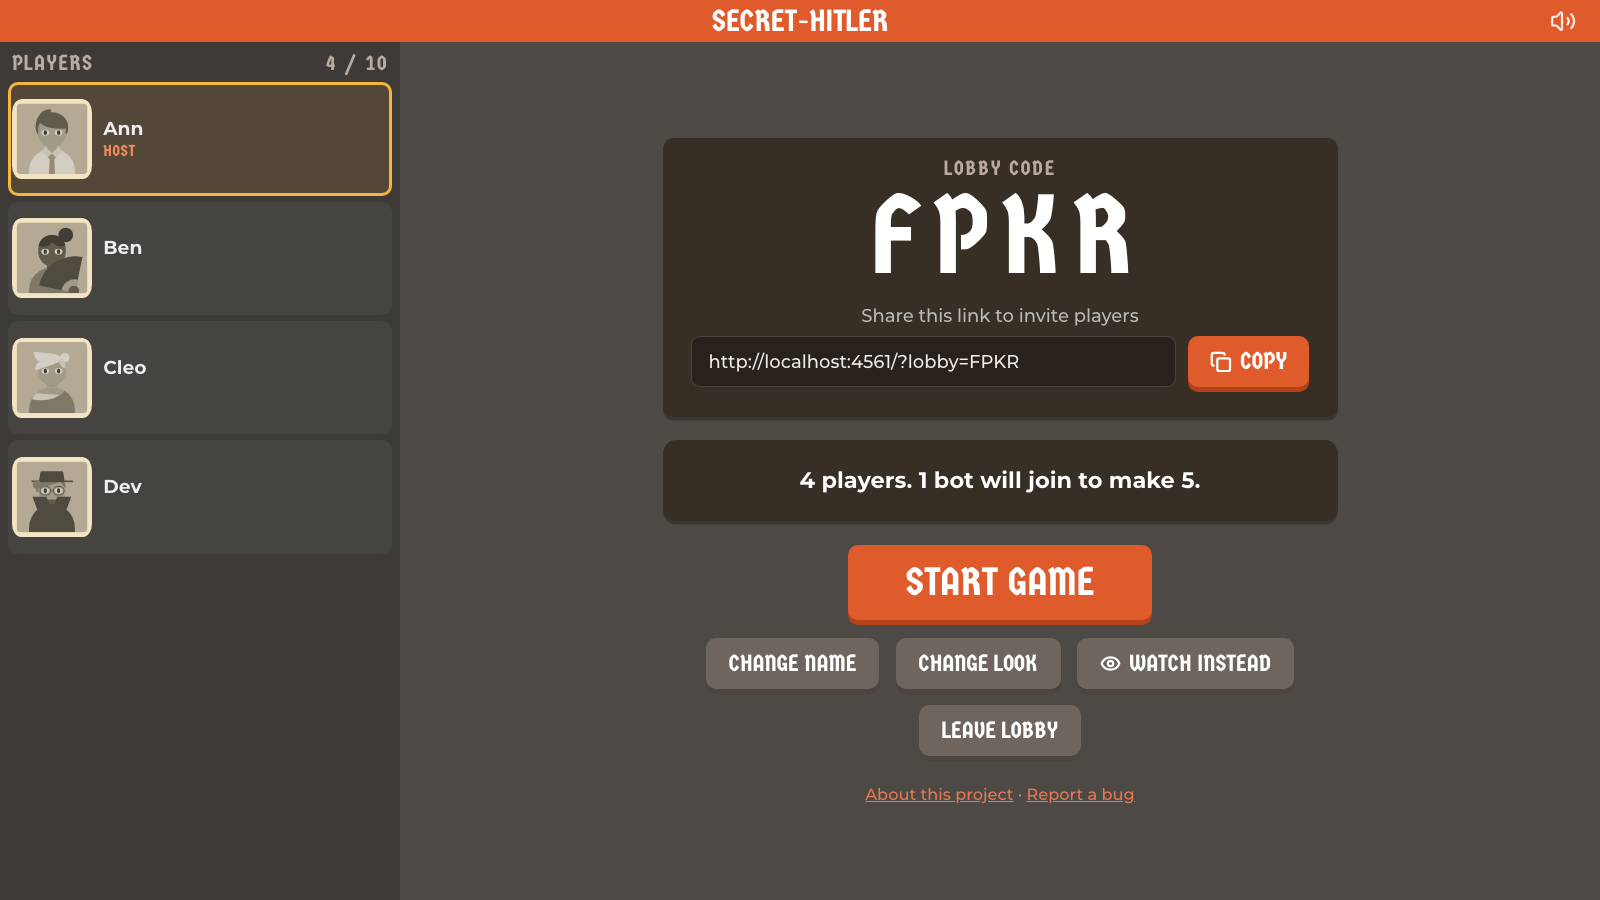 SECRET-HITLER
PLAYERS 4 / 10
Ann
HOST
Ben
Cleo
Dev
LOBBY CODE
FPKR
Share this link to invite players
http://localhost:4561/?lobby=FPKR
COPY
4 players. 1 bot will join to make 5.
START GAME
CHANGE NAME
CHANGE LOOK
WATCH INSTEAD
LEAVE LOBBY
About this project · Report a bug